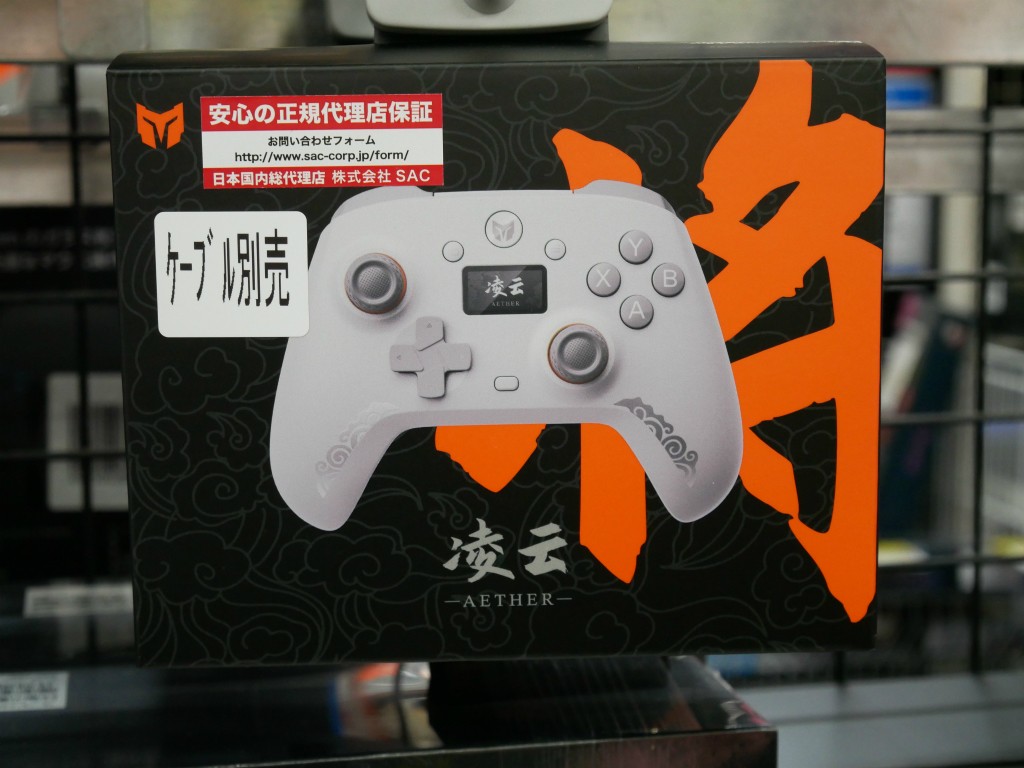 安心の正規代理店保証
お問い合わせフォーム
http://www.sac-corp.jp/form/
日本国内総代理店 株式会社 SAC
ケーブル別売
凌云
AETHER
Y
X
B
A
凌云
—AETHER—